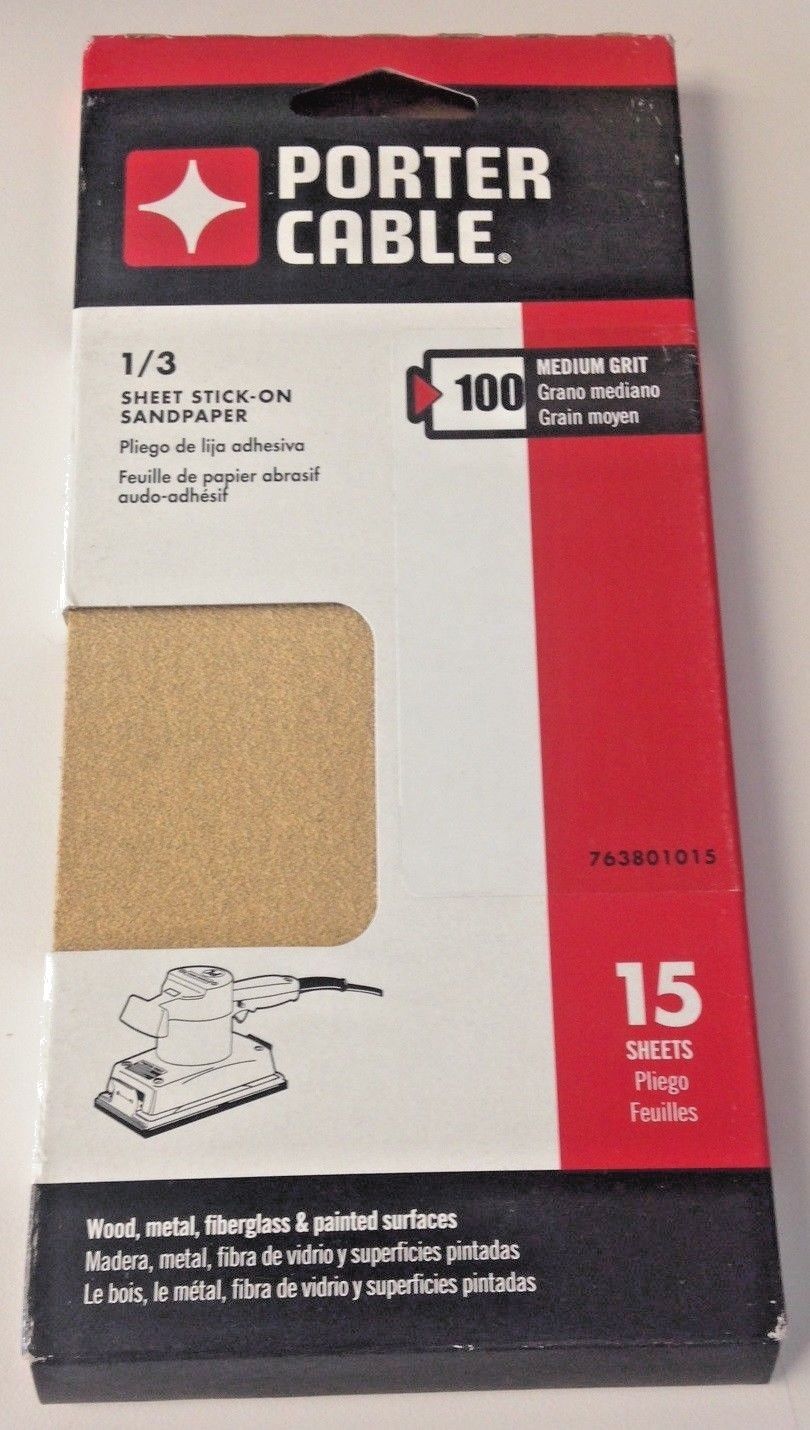 PORTER
CABLE®
1/3
SHEET STICK-ON
SANDPAPER
Pliego de lija adhesiva
Feuille de papier abrasif
audo-adhésif
100
MEDIUM GRIT
Grano mediano
Grain moyen
763801015
15
SHEETS
Pliego
Feuilles
Wood, metal, fiberglass & painted surfaces
Madera, metal, fibra de vidrio y superficies pintadas
Le bois, le métal, fibra de vidrio y superficies pintadas